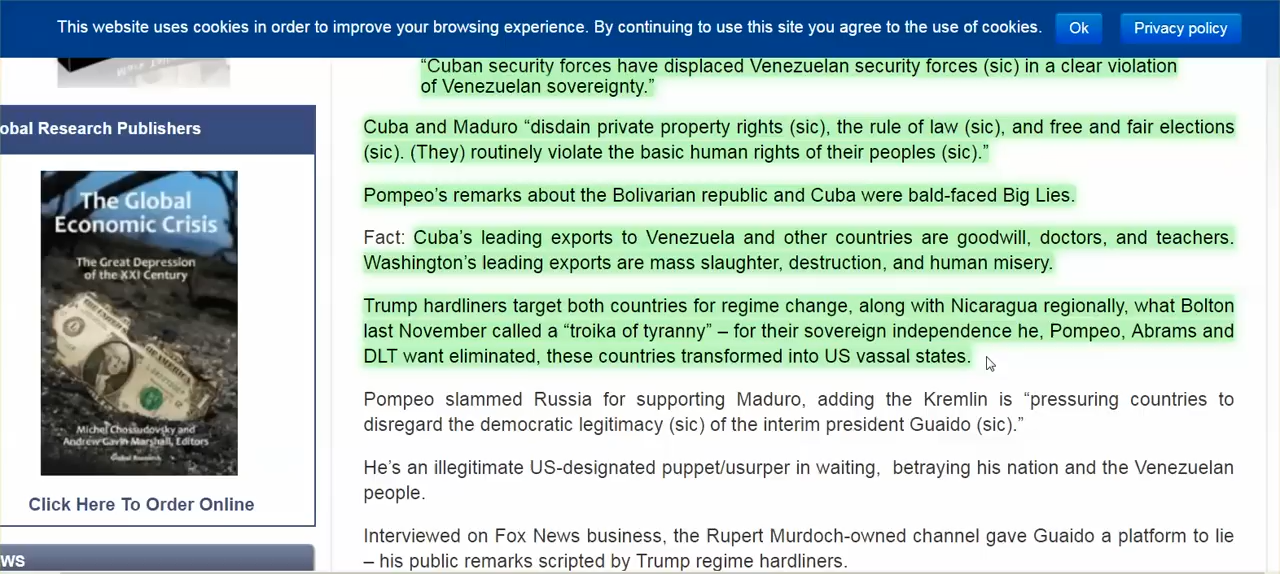 This website uses cookies in order to improve your browsing experience. By continuing to use this site you agree to the use of cookies.
Ok
Privacy policy
“Cuban security forces have displaced Venezuelan security forces (sic) in a clear violation
of Venezuelan sovereignty.”
obal Research Publishers
Cuba and Maduro “disdain private property rights (sic), the rule of law (sic), and free and fair elections
(sic). (They) routinely violate the basic human rights of their peoples (sic).”
Pompeo’s remarks about the Bolivarian republic and Cuba were bald-faced Big Lies.
Fact: Cuba’s leading exports to Venezuela and other countries are goodwill, doctors, and teachers.
Washington’s leading exports are mass slaughter, destruction, and human misery.
Trump hardliners target both countries for regime change, along with Nicaragua regionally, what Bolton
last November called a “troika of tyranny” – for their sovereign independence he, Pompeo, Abrams and
DLT want eliminated, these countries transformed into US vassal states.
Pompeo slammed Russia for supporting Maduro, adding the Kremlin is “pressuring countries to
disregard the democratic legitimacy (sic) of the interim president Guaido (sic).”
He’s an illegitimate US-designated puppet/usurper in waiting, betraying his nation and the Venezuelan
people.
Interviewed on Fox News business, the Rupert Murdoch-owned channel gave Guaido a platform to lie
– his public remarks scripted by Trump regime hardliners.
The Global
Economic Crisis
The Great Depression
of the XXI Century
Michel Chossudovsky and
Andrew Gavin Marshall, Editors
Global Research
Click Here To Order Online
ws